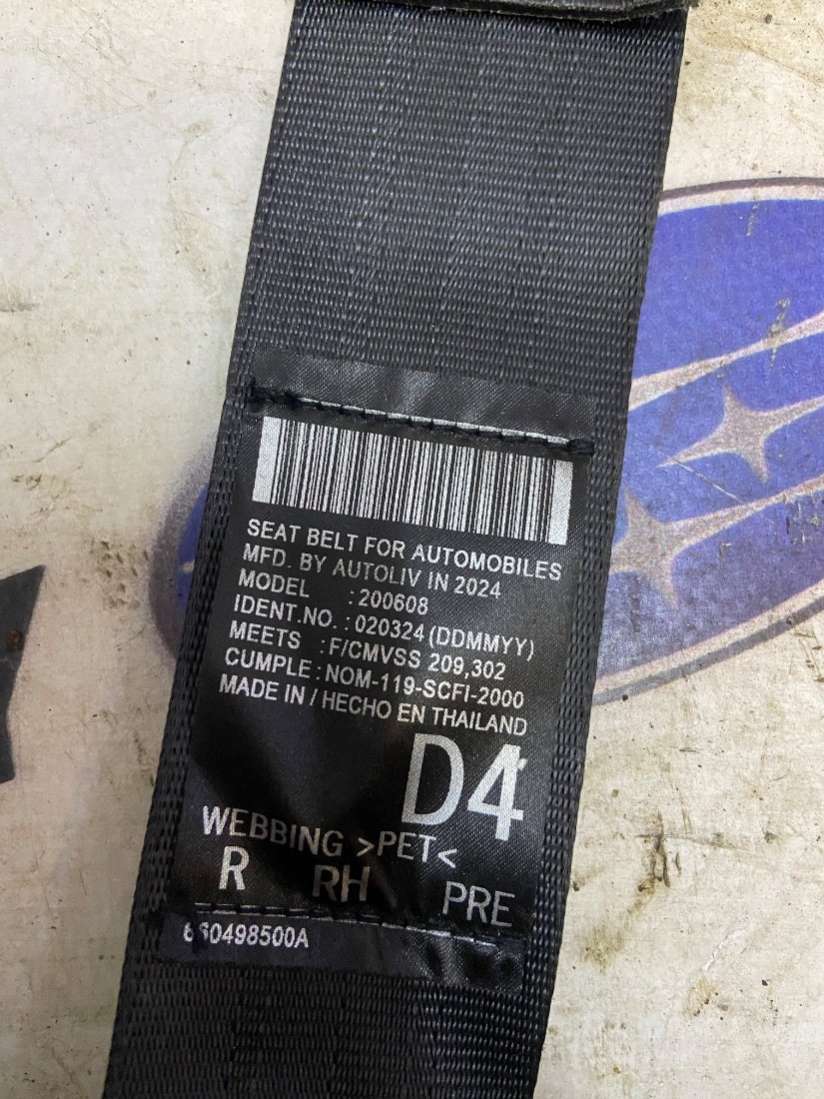 SEAT BELT FOR AUTOMOBILES
MFD. BY AUTOLIV IN 2024
MODEL :200608
IDENT.NO. :020324 (DDMMYY)
MEETS :F/CMVSS 209,302
CUMPLE:NOM-119-SCFI-2000
MADE IN / HECHO EN THAILAND
D4
WEBBING >PET<
R RH PRE
660498500A